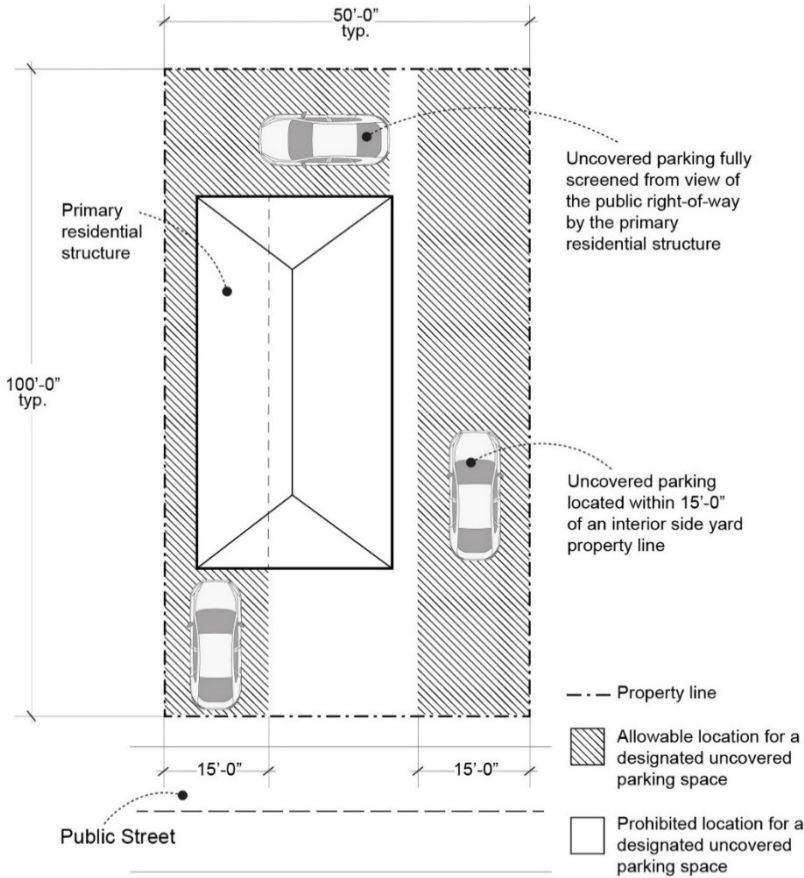 50'-0"
typ.
Uncovered parking fully
screened from view of
the public right-of-way
by the primary
residential structure
Primary
residential
structure
100'-0"
typ.
Uncovered parking
located within 15'-0"
of an interior side yard
property line
Property line
Allowable location for a
designated uncovered
parking space
15'-0"
15'-0"
Public Street
Prohibited location for a
designated uncovered
parking space